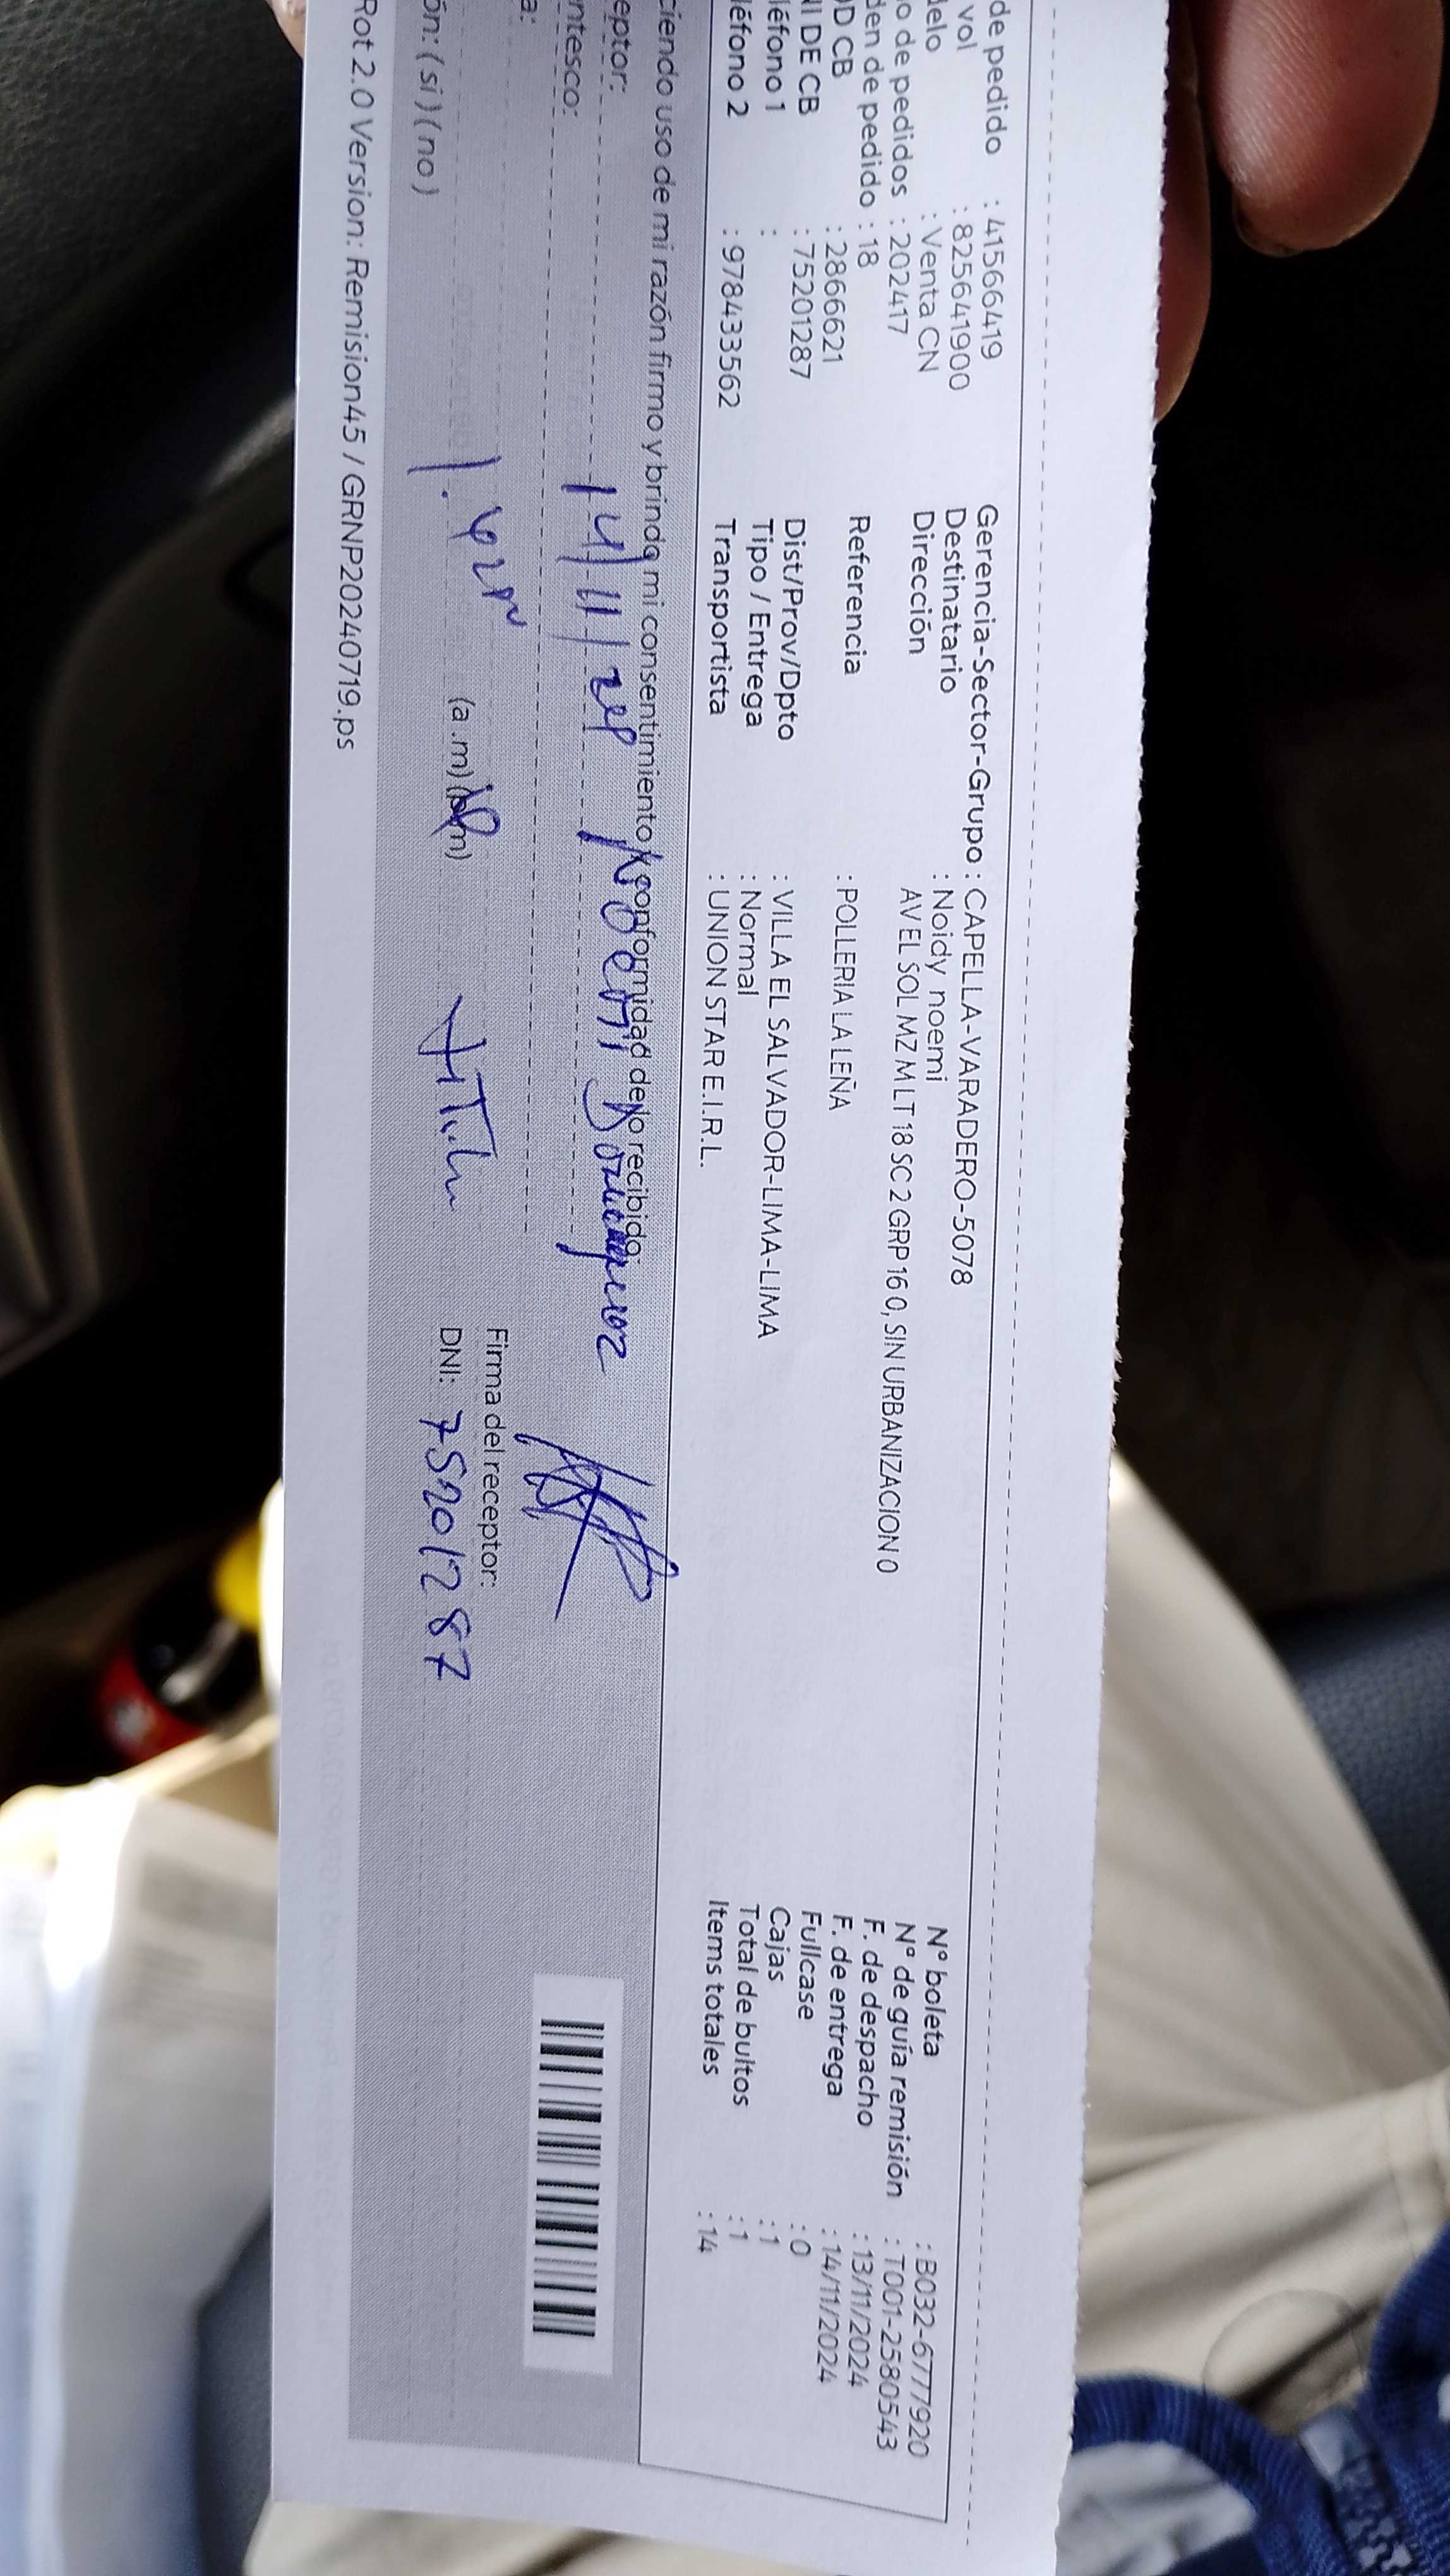 de pedido : 41566419
vol : 825641900
delo : Venta CN
o de pedidos : 202417
den de pedido : 18
D CB : 2866621
NI DE CB : 75201287
léfono 1 :
léfono 2 : 978433562
Gerencia-Sector-Grupo : CAPELLA-VARADERO-5078
Destinatario : Noidy noemi
Dirección AV EL SOL MZ M LT 18 SC 2 GRP 16 0, SIN URBANIZACION 0
Referencia : POLLERIA LA LEÑA
Dist/Prov/Dpto : VILLA EL SALVADOR-LIMA-LIMA
Tipo / Entrega : Normal
Transportista : UNION STAR E.I.R.L.
N° boleta : B032-6777920
N° de guía remisión : T001-2580543
F. de despacho : 13/11/2024
F. de entrega : 14/11/2024
Fullcase : 0
Cajas : 1
Total de bultos : 1
Items totales : 14
ciendo uso de mi razón firmo y brindo mi consentimiento y conformidad de lo recibido.
eptor:
ntesco: 14/11/24
a:
(a.m) (p.m)
Titular
Firma del receptor:
DNI: 75201287
ón: ( si ) ( no )
Rot 2.0 Version: Remision45 / GRNP20240719.ps